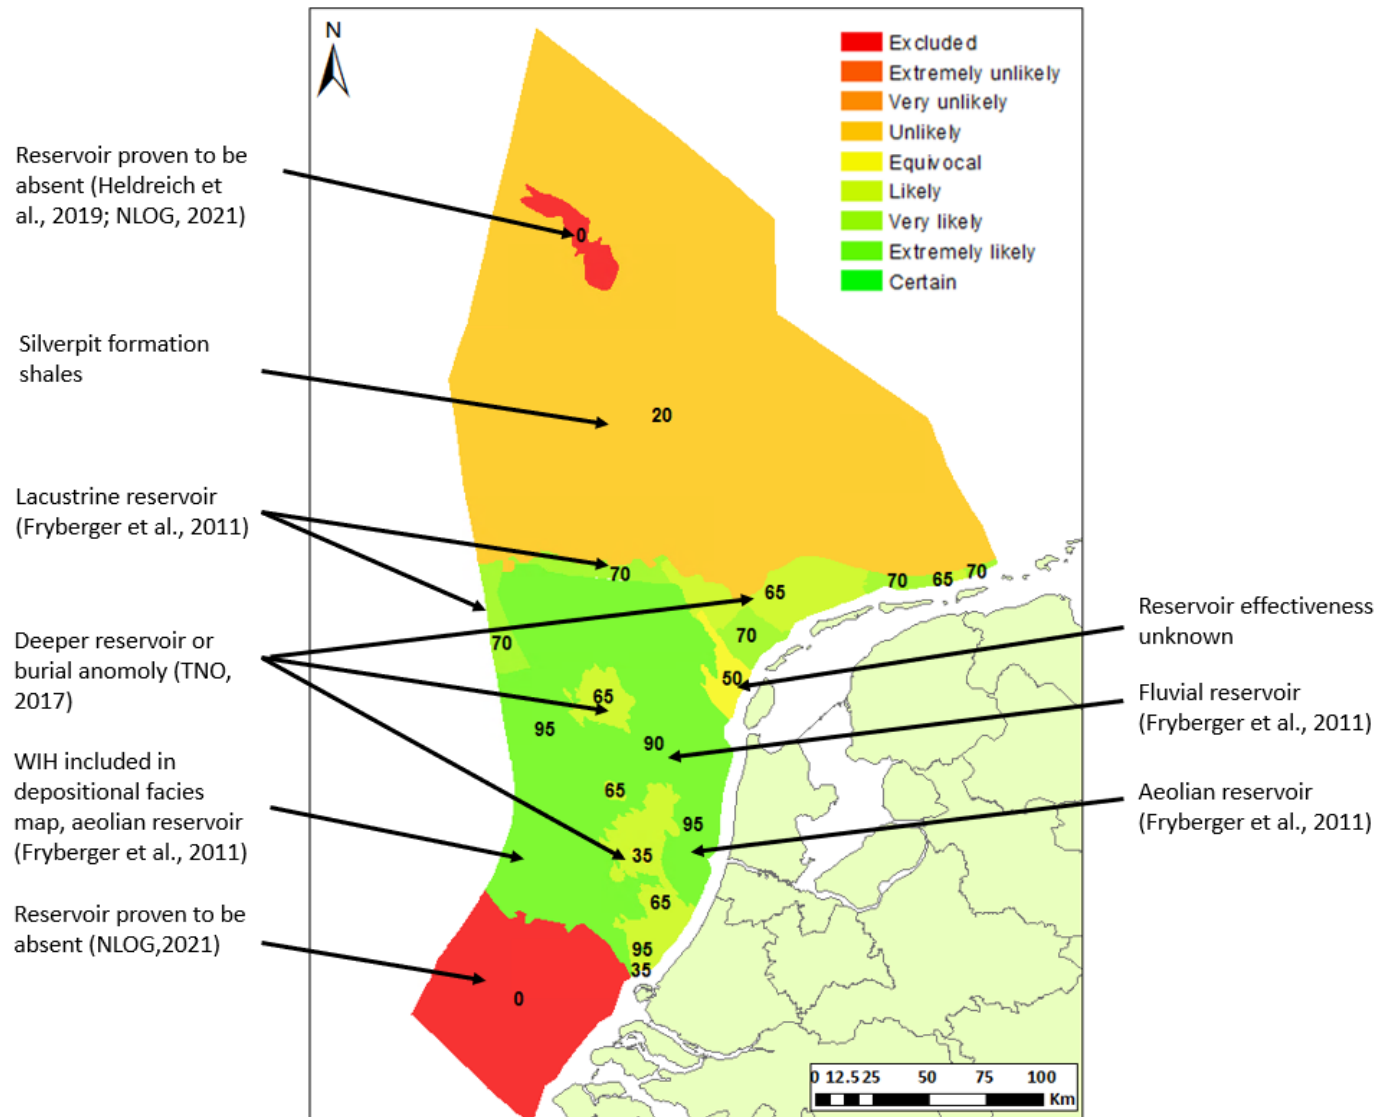 N
Excluded
Extremely unlikely
Very unlikely
Unlikely
Equivocal
Likely
Very likely
Extremely likely
Certain
Reservoir proven to be
absent (Heldreich et
al., 2019; NLOG, 2021)
0
Silverpit formation
shales
20
Lacustrine reservoir
(Fryberger et al., 2011)
70
65
70
65
70
70
70
Deeper reservoir or
burial anomoly (TNO,
2017)
50
65
95
90
65
95
35
65
95
35
Reservoir effectiveness
unknown
Fluvial reservoir
(Fryberger et al., 2011)
Aeolian reservoir
(Fryberger et al., 2011)
WIH included in
depositional facies
map, aeolian reservoir
(Fryberger et al., 2011)
Reservoir proven to be
absent (NLOG,2021)
0
0 12.5 25 50 75 100
Km